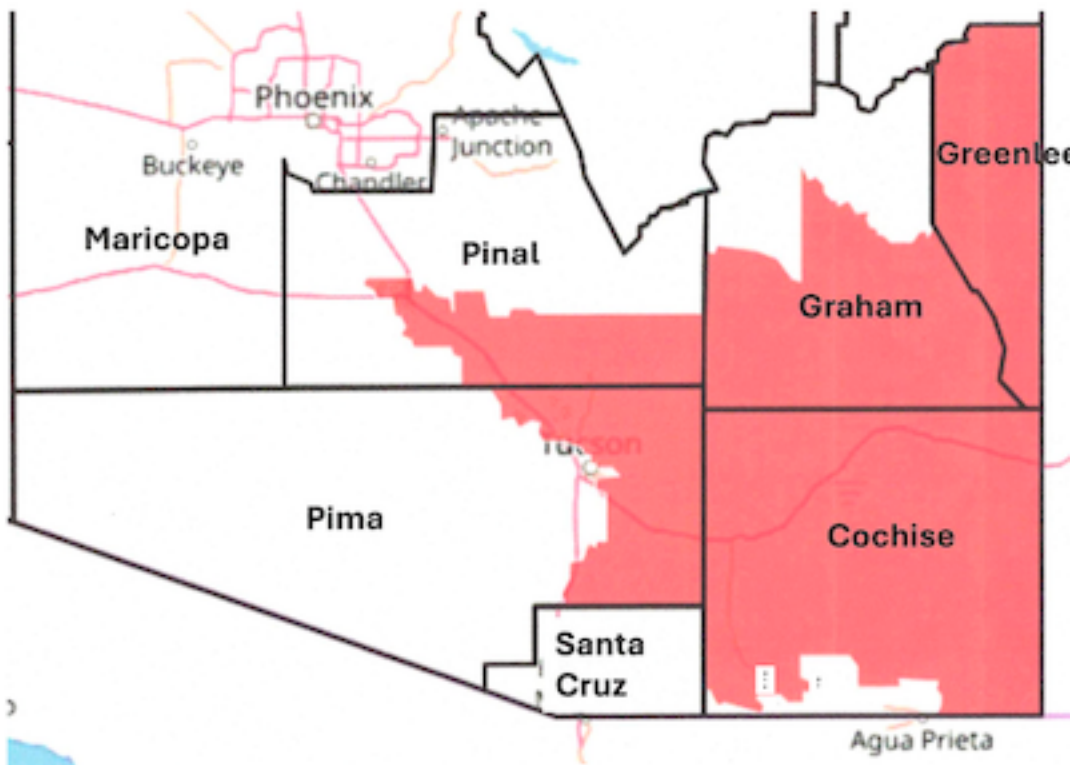 Phoenix
Apache
Junction
Buckeye
Chandler
Greenlee
Maricopa
Pinal
Graham
Tucson
Pima
Cochise
Santa
Cruz
Agua Prieta